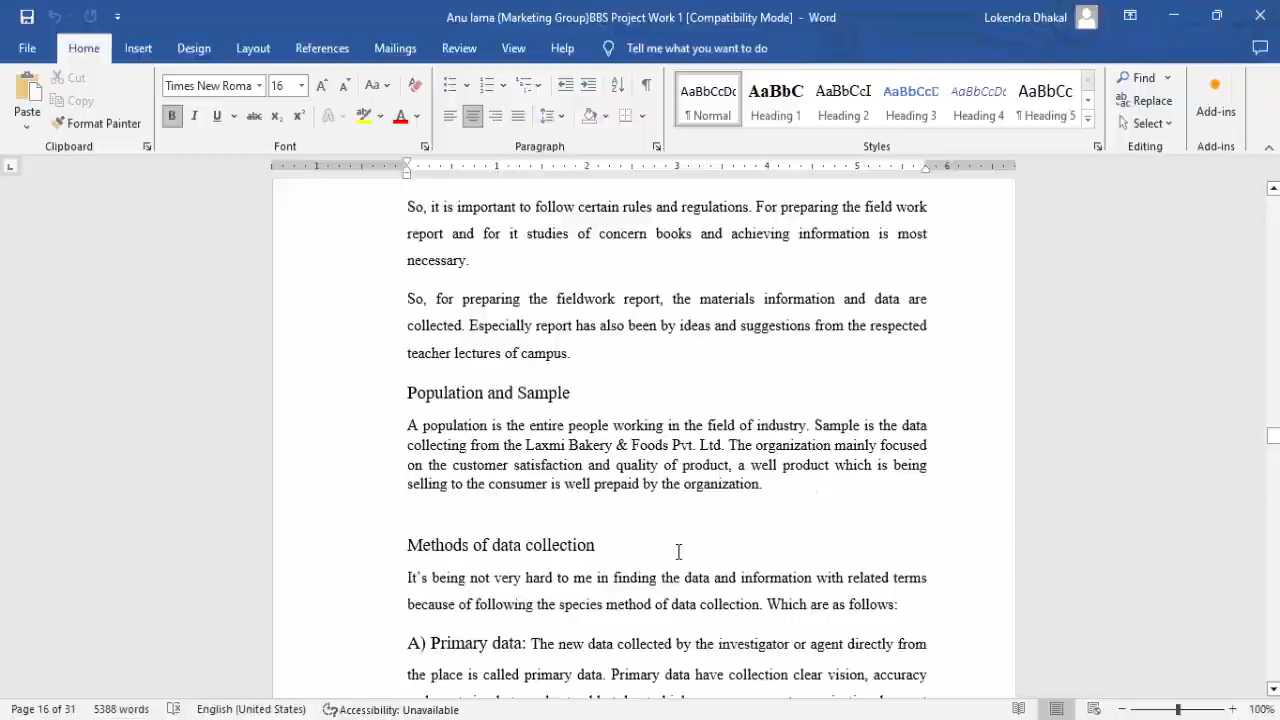 Anu lama (Marketing Group)BBS Project Work 1 [Compatibility Mode] - Word
Lokendra Dhakal
File Home Insert Design Layout References Mailings Review View Help Tell me what you want to do
Paste
Cut
Copy
Format Painter
Clipboard
Times New Roma 16
Font
Paragraph
AaBbCcDc AaBbC AaBbCcI AaBbCcD AaBbCcDc AaBbCc
¶ Normal Heading 1 Heading 2 Heading 3 Heading 4 ¶ Heading 5
Styles
Find
Replace
Select
Editing
Add-ins
Add-ins
1 1 2 3 4 5 6
So, it is important to follow certain rules and regulations. For preparing the field work
report and for it studies of concern books and achieving information is most
necessary.
So, for preparing the fieldwork report, the materials information and data are
collected. Especially report has also been by ideas and suggestions from the respected
teacher lectures of campus.
Population and Sample
A population is the entire people working in the field of industry. Sample is the data
collecting from the Laxmi Bakery & Foods Pvt. Ltd. The organization mainly focused
on the customer satisfaction and quality of product, a well product which is being
selling to the consumer is well prepaid by the organization.
Methods of data collection
It's being not very hard to me in finding the data and information with related terms
because of following the species method of data collection. Which are as follows:
A) Primary data: The new data collected by the investigator or agent directly from
the place is called primary data. Primary data have collection clear vision, accuracy
Page 16 of 31 5388 words English (United States) Accessibility: Unavailable 100%